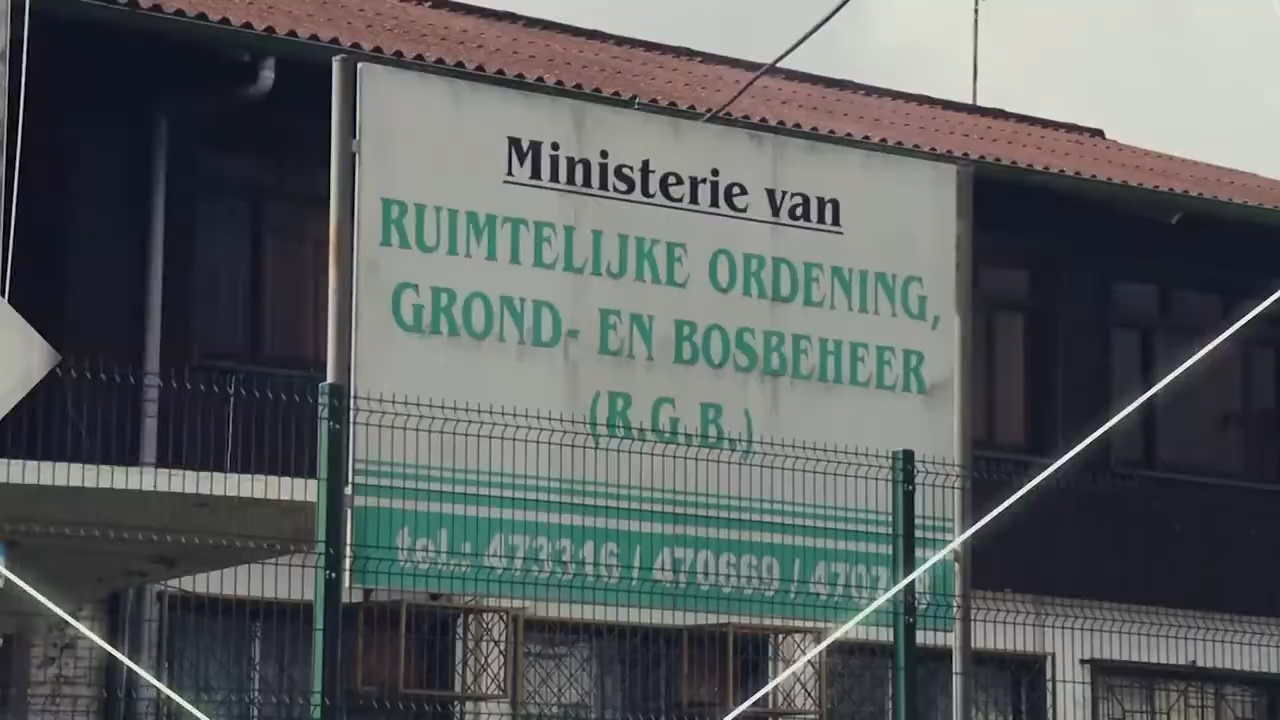 Ministerie van
RUIMTELIJKE ORDENING,
GROND- EN BOSBEHEER
(R.G.B.)
tel.: 473316 / 470669 /